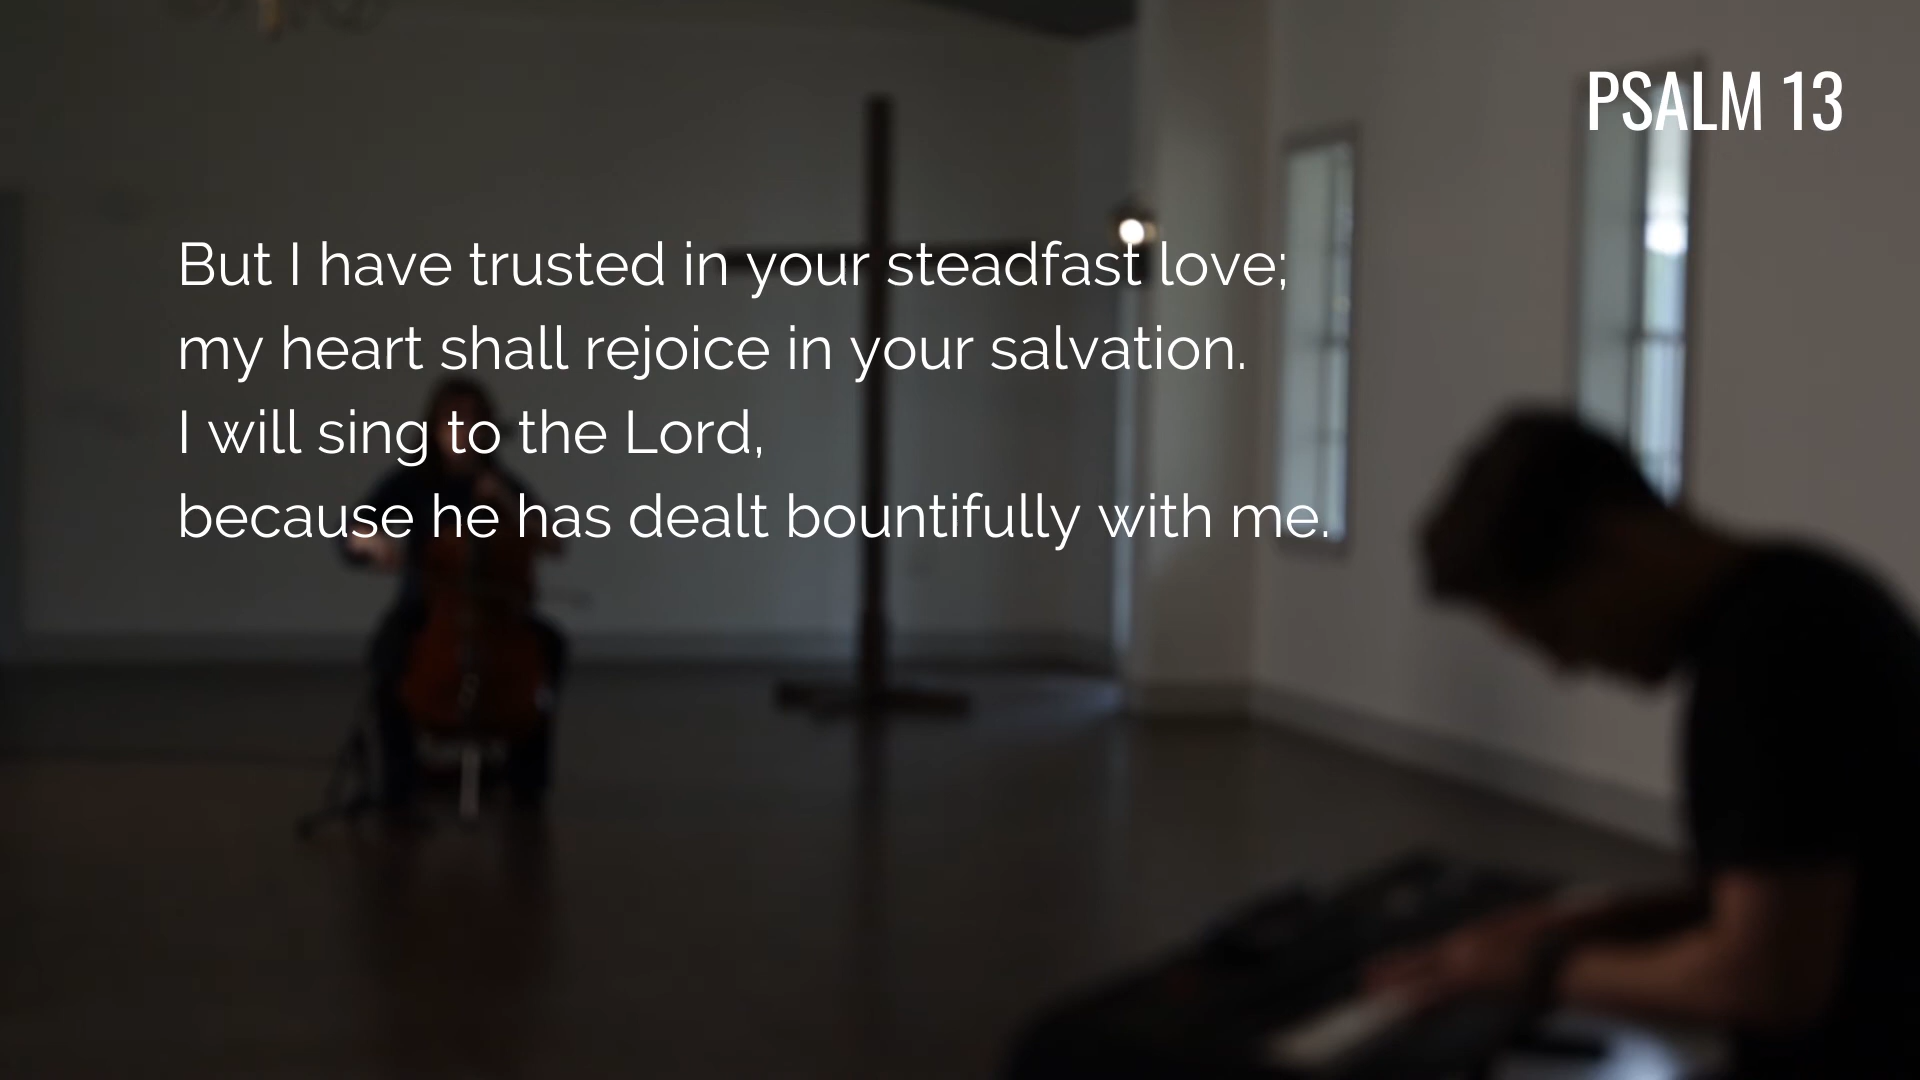 PSALM 13
But I have trusted in your steadfast love;
my heart shall rejoice in your salvation.
I will sing to the Lord,
because he has dealt bountifully with me.